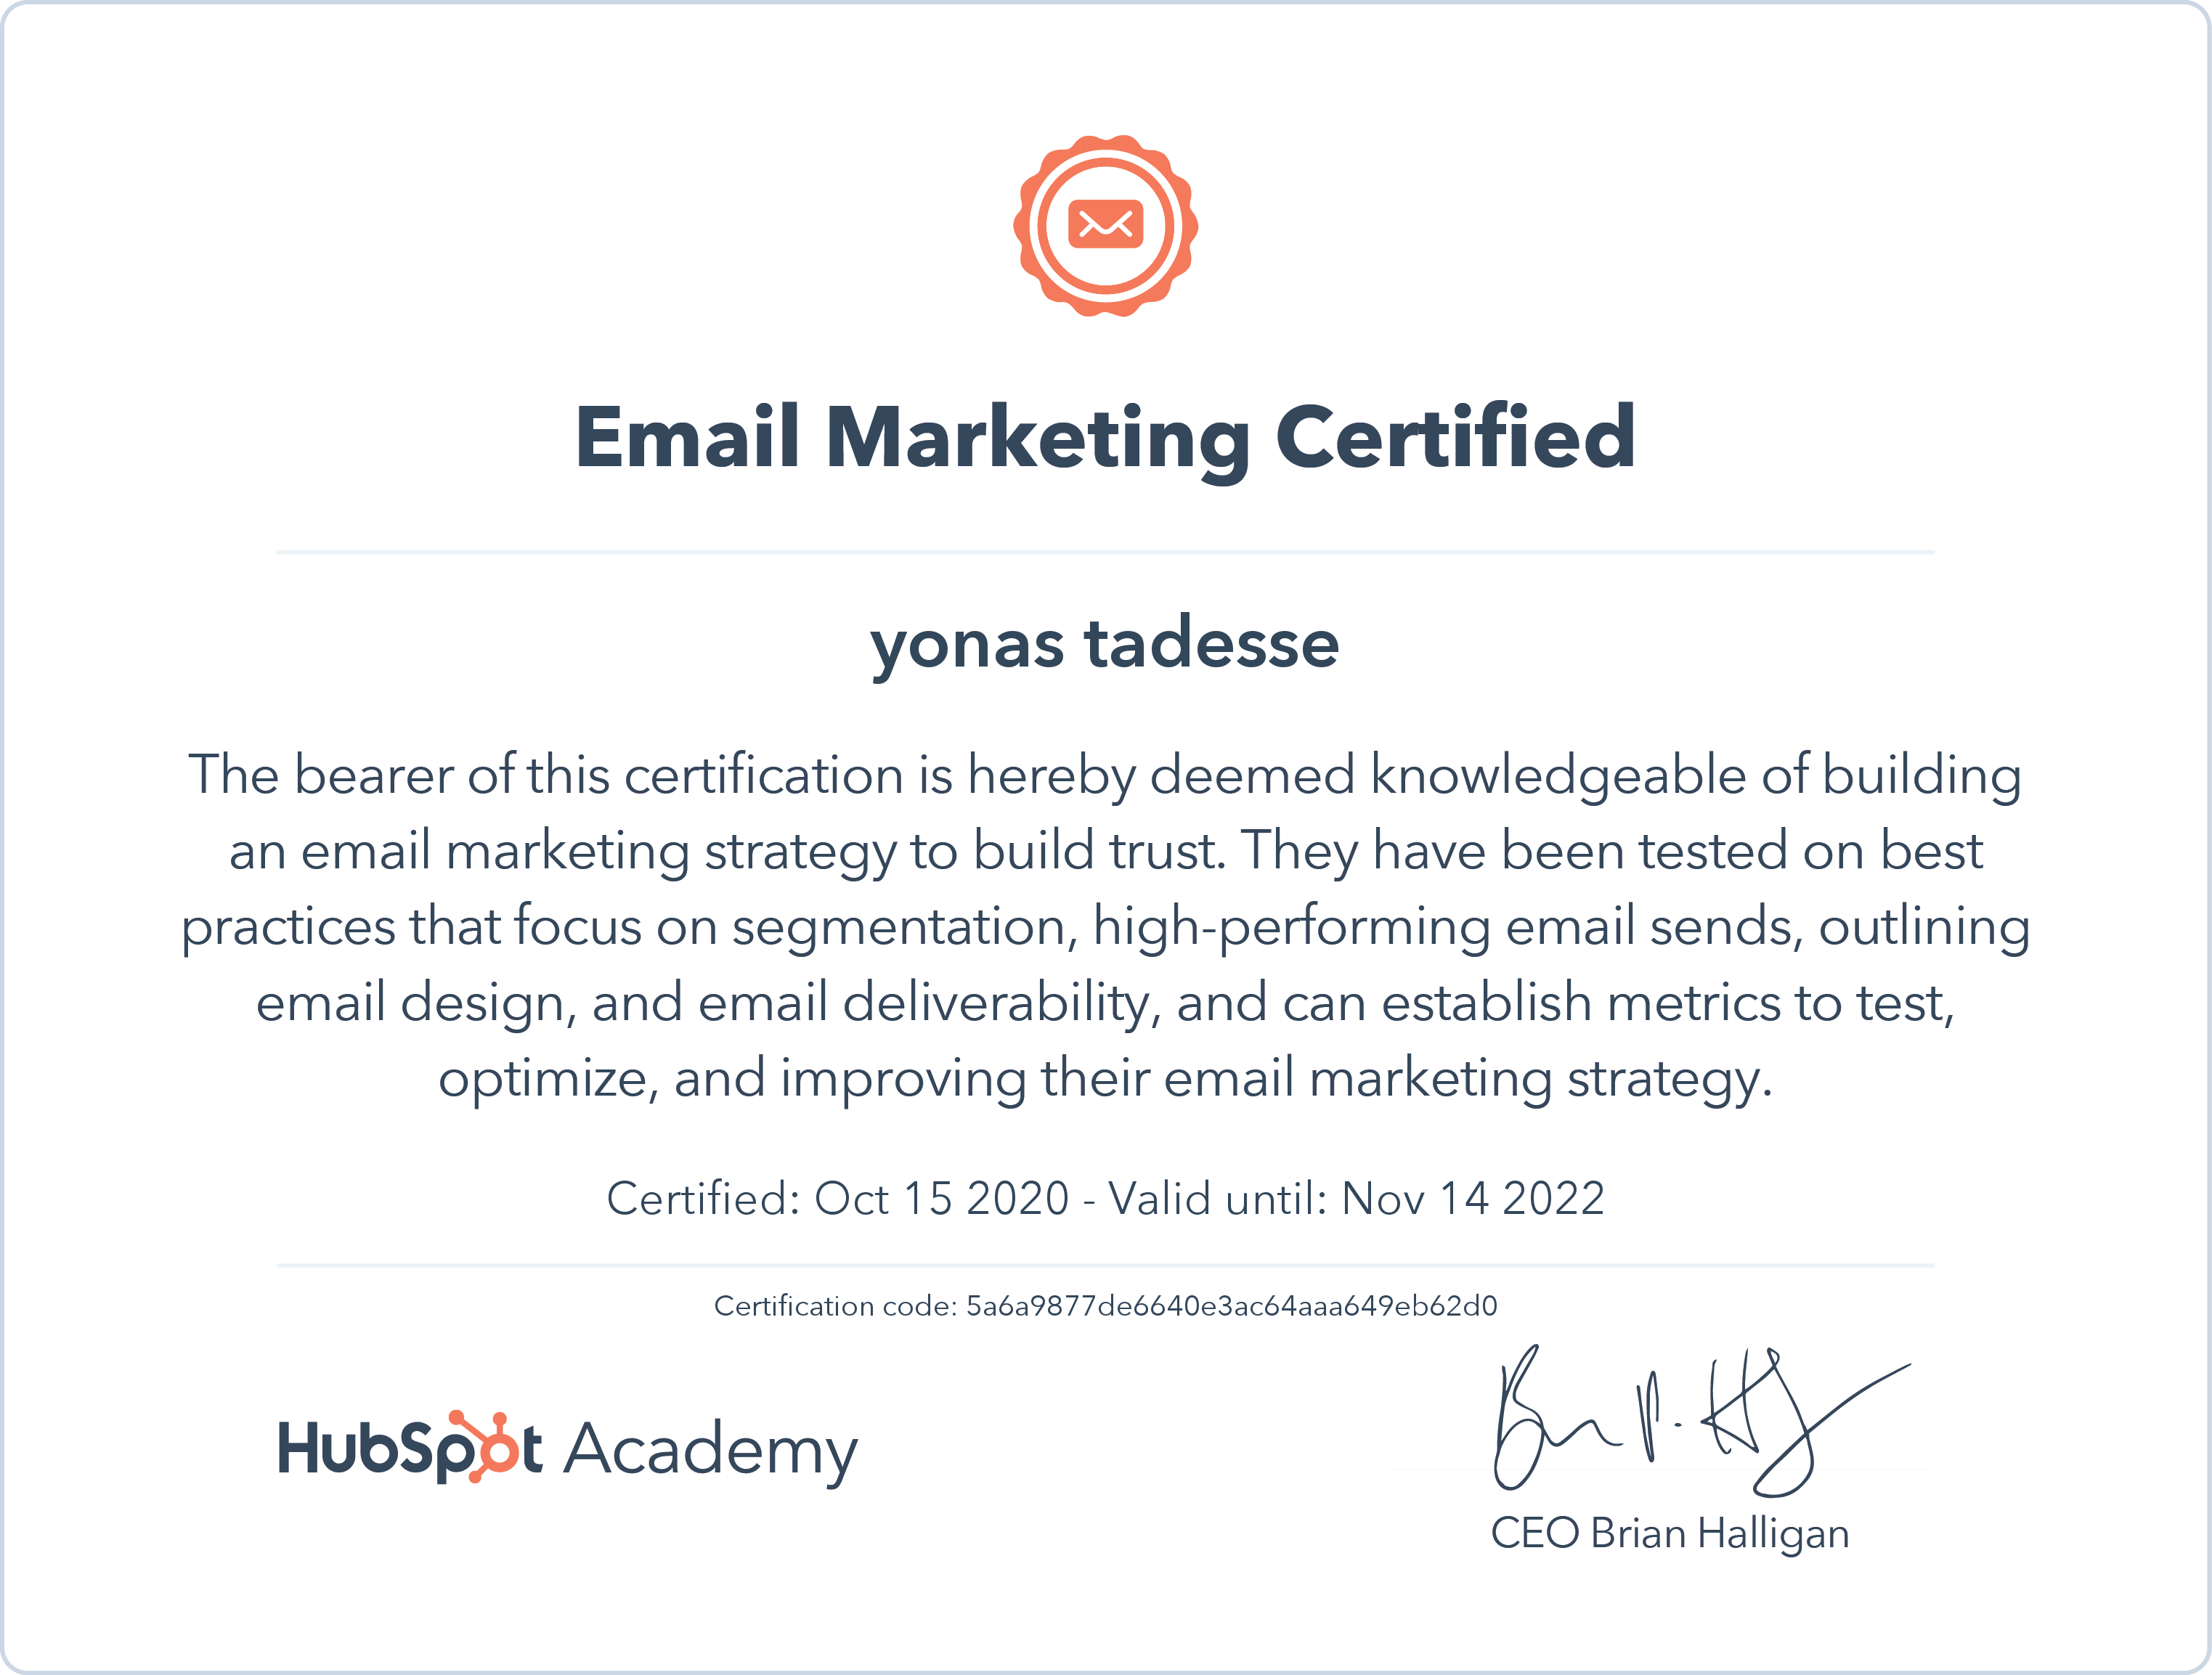 Email Marketing Certified
yonas tadesse
The bearer of this certification is hereby deemed knowledgeable of building
an email marketing strategy to build trust. They have been tested on best
practices that focus on segmentation, high-performing email sends, outlining
email design, and email deliverability, and can establish metrics to test,
optimize, and improving their email marketing strategy.
Certified: Oct 15 2020 - Valid until: Nov 14 2022
Certification code: 5a6a9877de6640e3ac64aaa649eb62d0
HubSpot Academy
CEO Brian Halligan